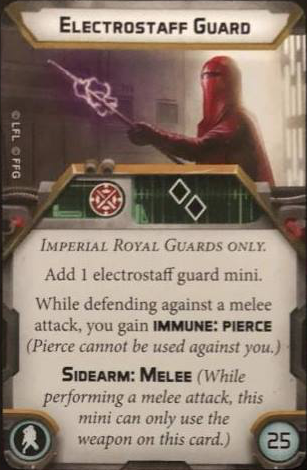 ELECTROSTAFF GUARD
© LFL © FFG
IMPERIAL ROYAL GUARDS ONLY.
Add 1 electrostaff guard mini.
While defending against a melee
attack, you gain IMMUNE: PIERCE
(Pierce cannot be used against you.)
SIDEARM: MELEE (While
performing a melee attack, this
mini can only use the
weapon on this card.)
25